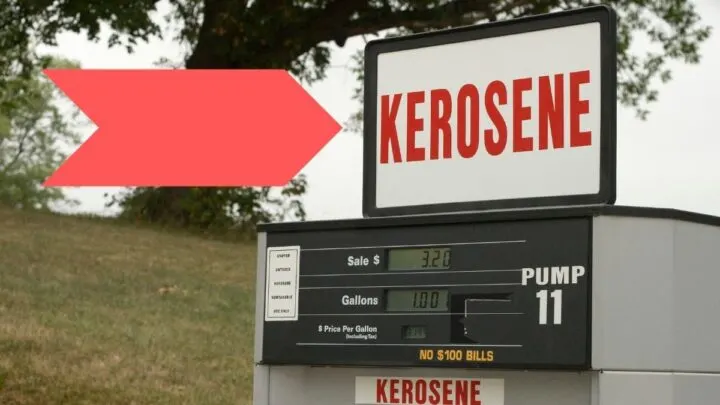 KEROSENE
Sale $ 3.20
PUMP
11
Gallons 1.00
$ Price Per Gallon
(Including Tax)
NO $100 BILLS
KEROSENE